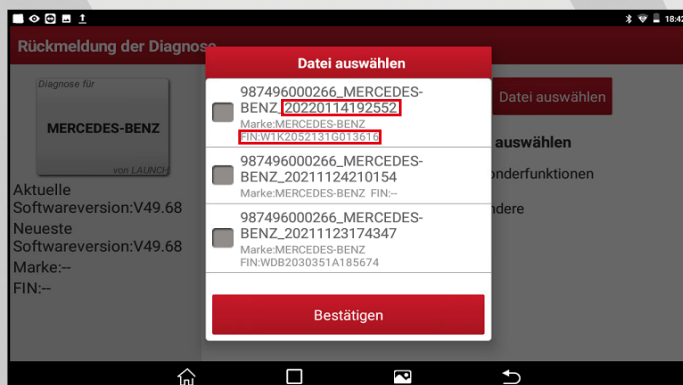 18:42
Rückmeldung der Diagnose
Datei auswählen
987496000266_MERCEDES-
BENZ_20220114192552
Marke:MERCEDES-BENZ
FIN:W1K2052131G013616
987496000266_MERCEDES-
BENZ_20211124210154
Marke:MERCEDES-BENZ FIN:--
987496000266_MERCEDES-
BENZ_20211123174347
Marke:MERCEDES-BENZ
FIN:WDB2030351A185674
Bestätigen
Diagnose für
MERCEDES-BENZ
von LAUNCH
Aktuelle
Softwareversion:V49.68
Neueste
Softwareversion:V49.68
Marke:--
FIN:--
Datei auswählen
auswählen
onderfunktionen
dere